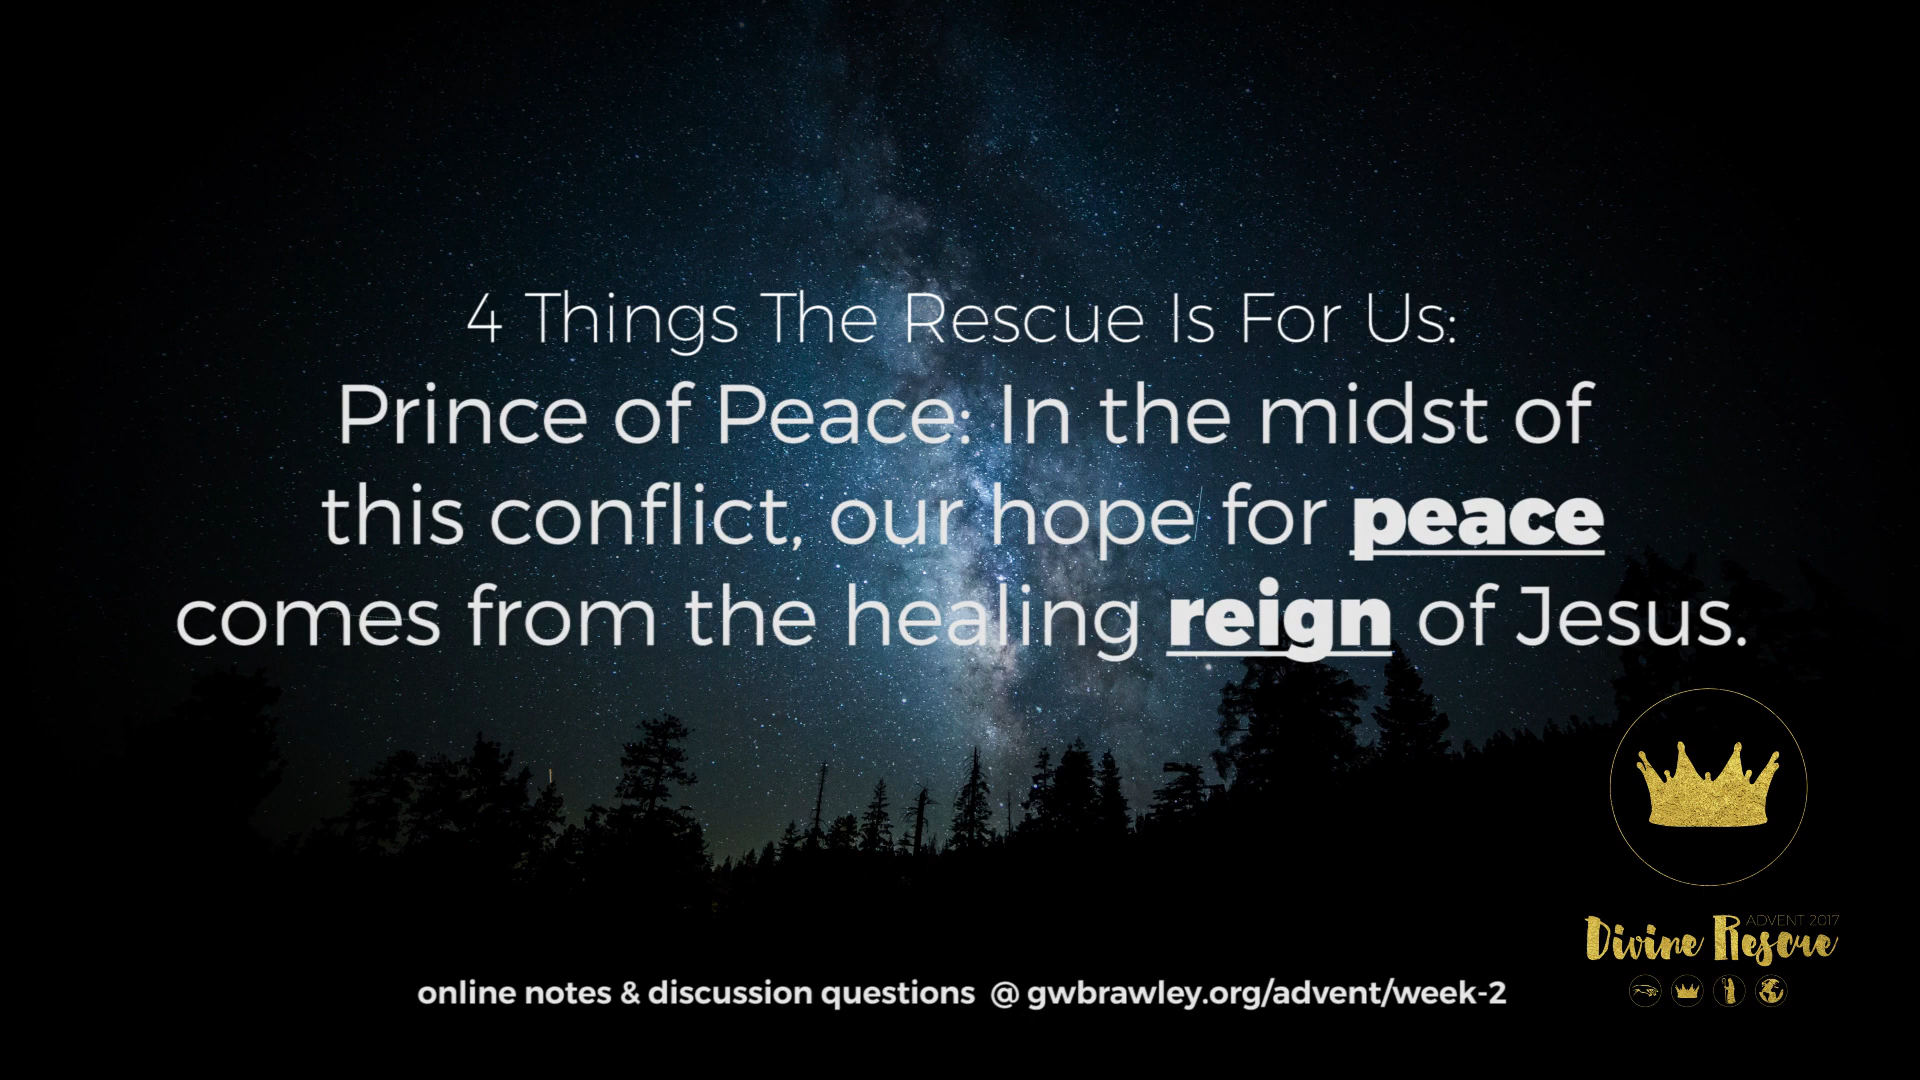 4 Things The Rescue Is For Us:
Prince of Peace: In the midst of
this conflict, our hope for peace
comes from the healing reign of Jesus.
ADVENT 2017
Divine Rescue
online notes & discussion questions @ gwbrawley.org/advent/week-2